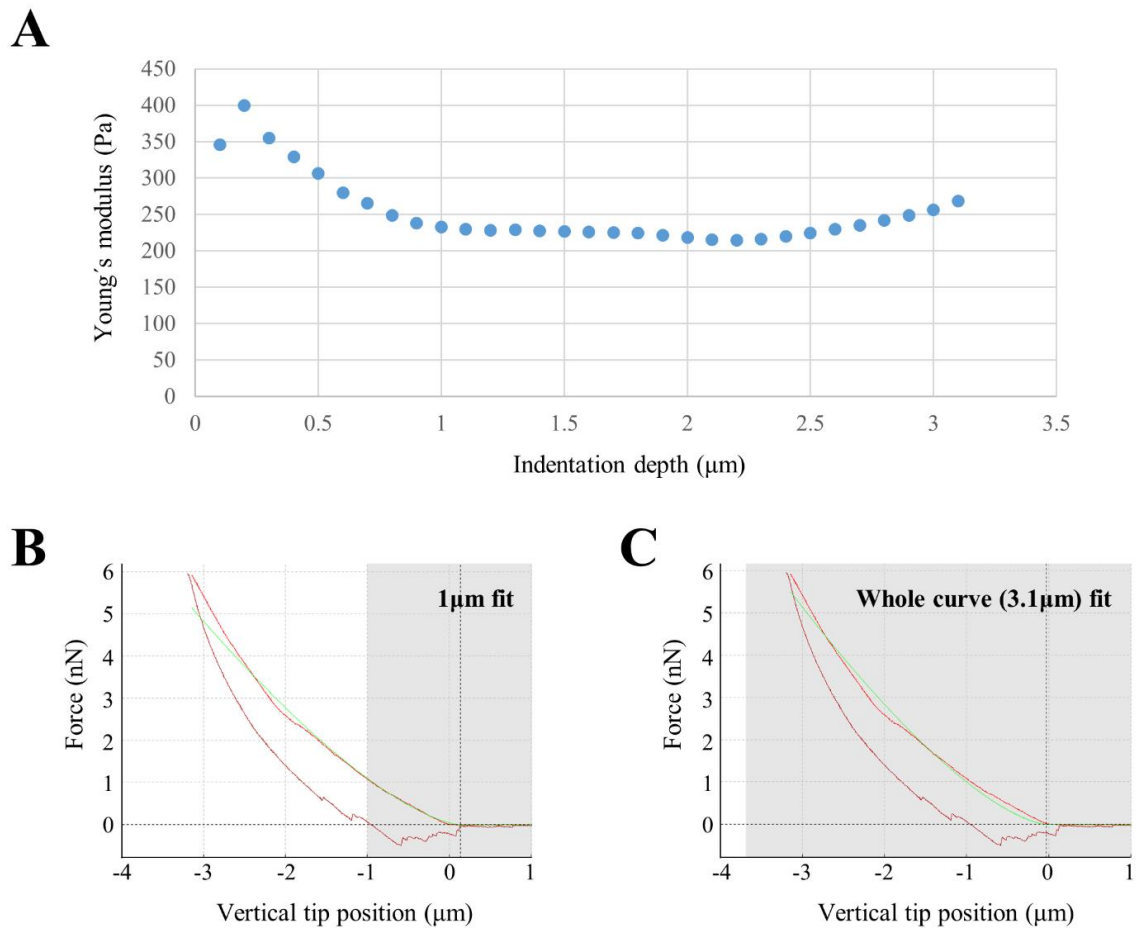 A
450
400
350
300
250
200
150
100
50
0
Young´s modulus (Pa)
0 0.5 1 1.5 2 2.5 3 3.5
Indentation depth (μm)
B
6
5
4
3
2
1
0
Force (nN)
1μm fit
-4 -3 -2 -1 0 1
Vertical tip position (μm)
C
6
5
4
3
2
1
0
Force (nN)
Whole curve (3.1μm) fit
-4 -3 -2 -1 0 1
Vertical tip position (μm)